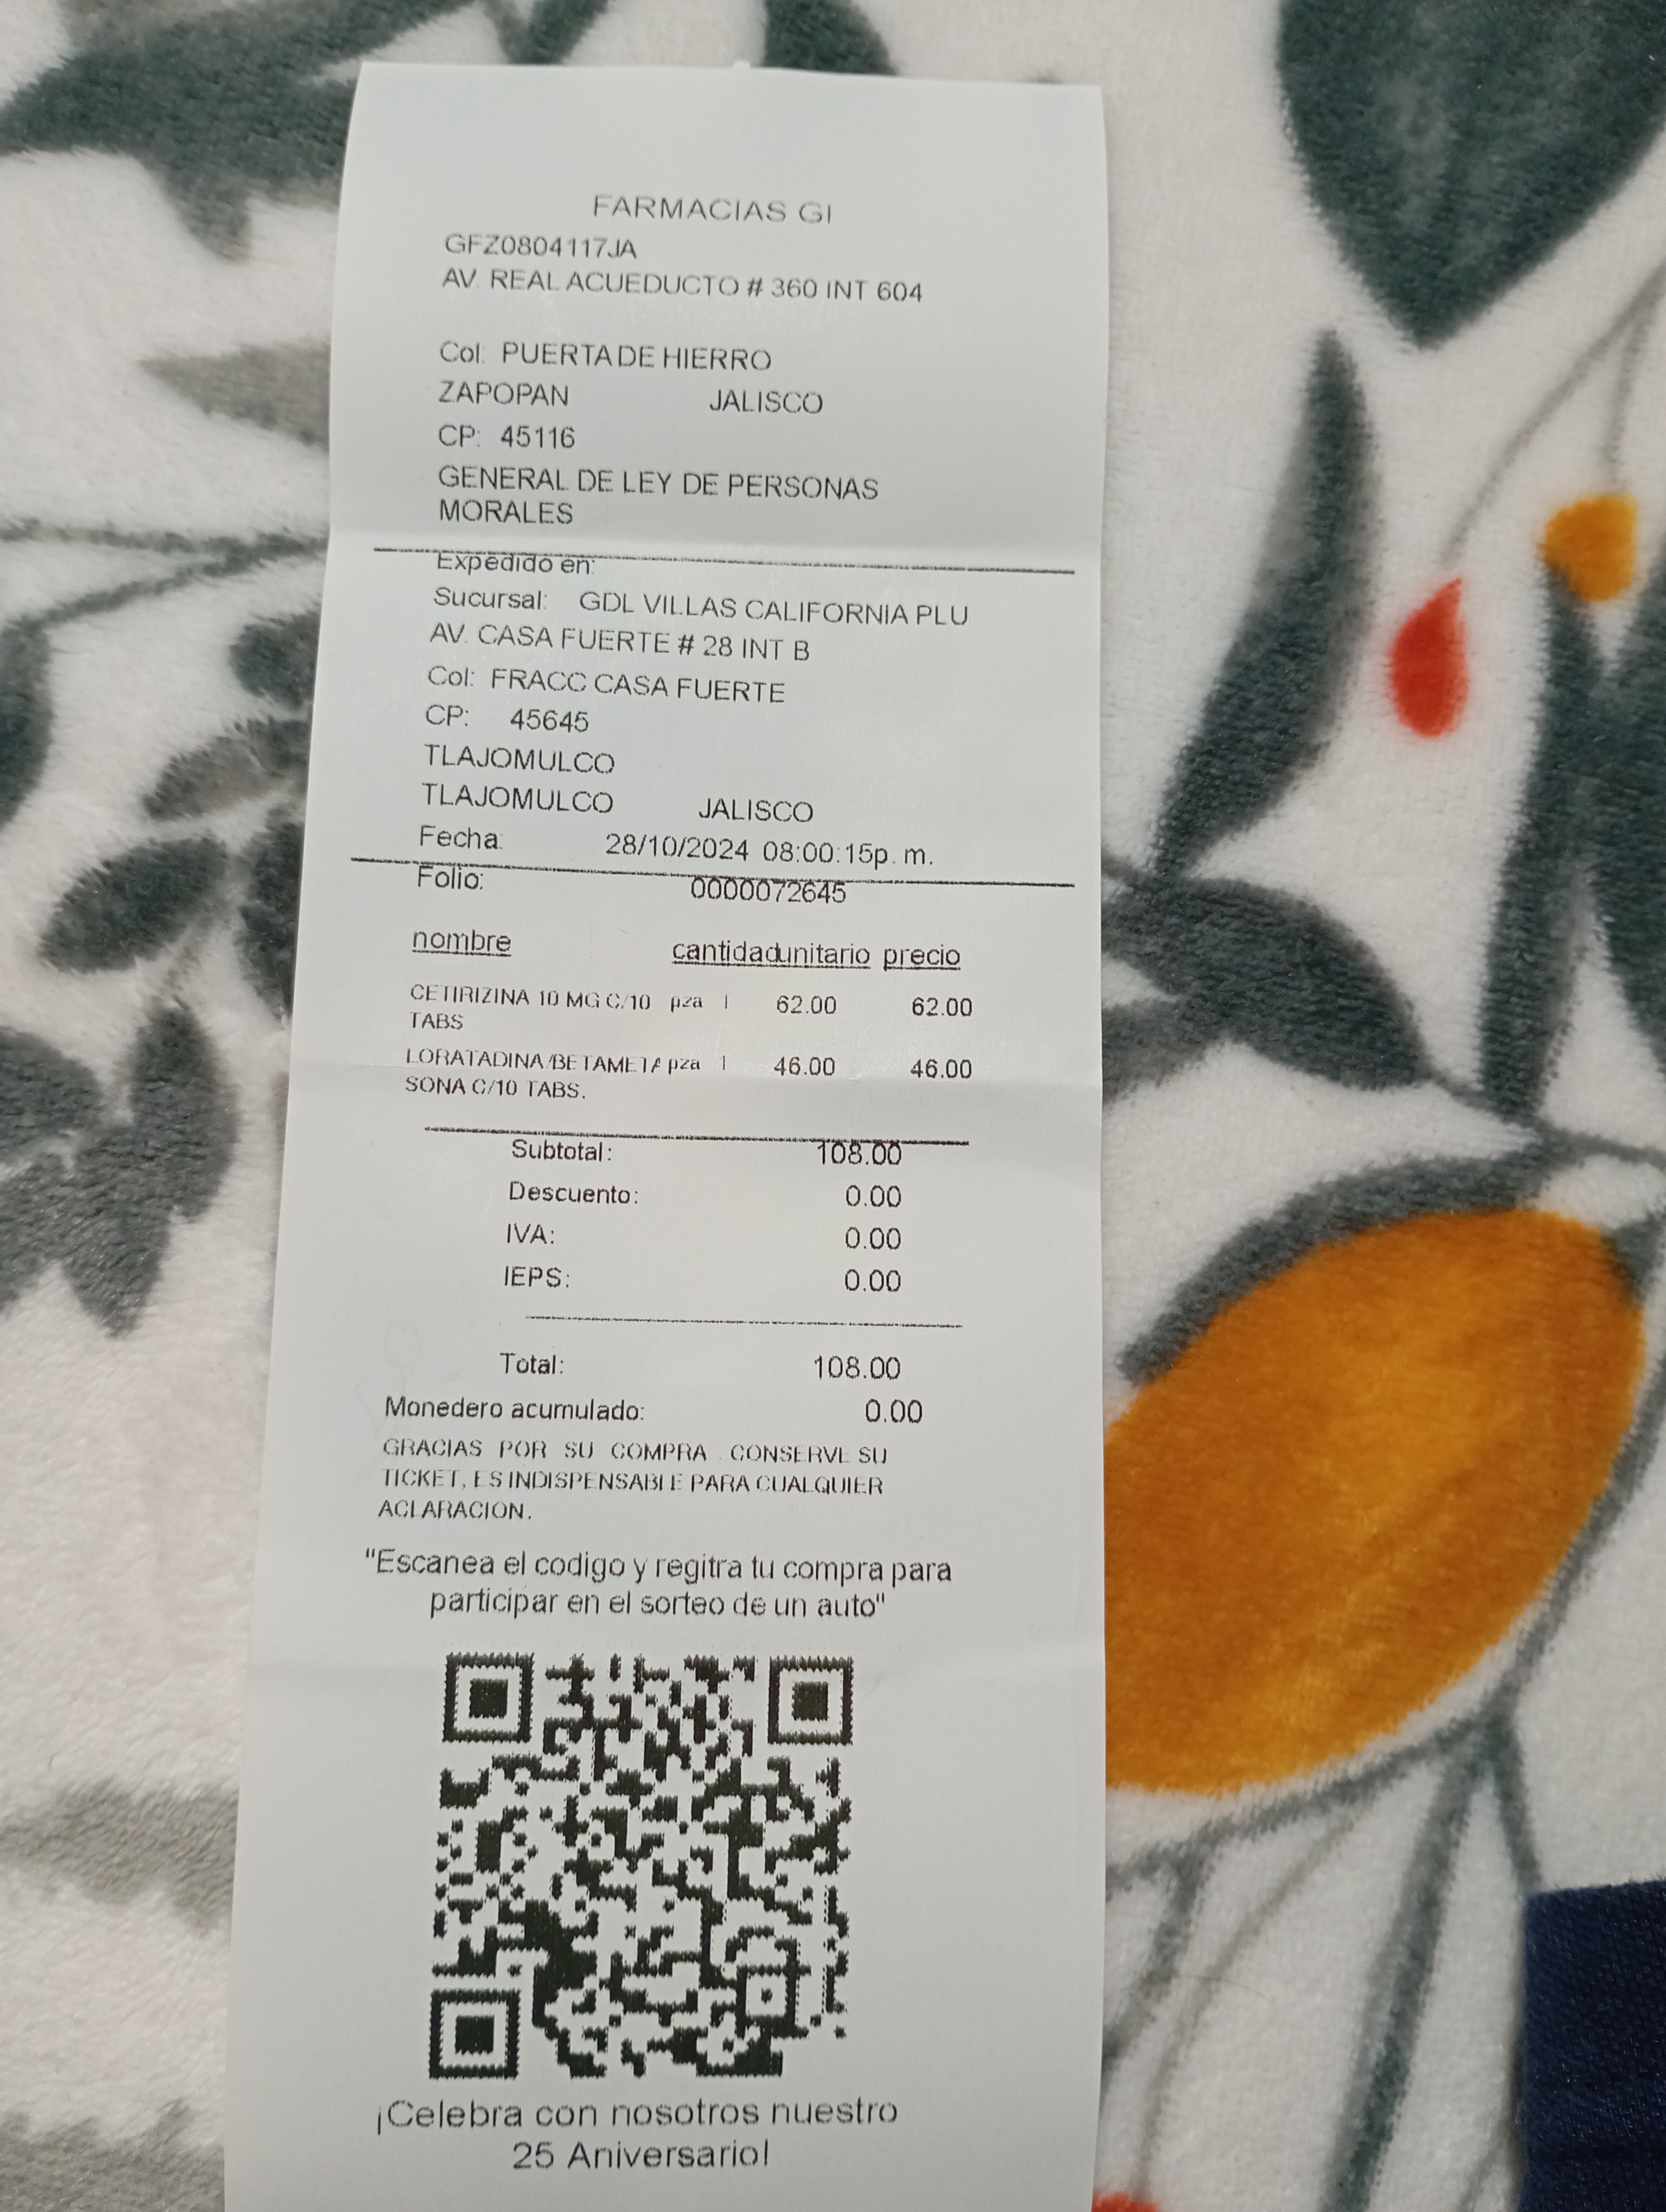 FARMACIAS GI
GFZ0804117JA
AV. REAL ACUEDUCTO # 360 INT 604
Col: PUERTA DE HIERRO
ZAPOPAN JALISCO
CP: 45116
GENERAL DE LEY DE PERSONAS
MORALES
Expedido en:
Sucursal: GDL VILLAS CALIFORNIA PLU
AV. CASA FUERTE # 28 INT B
Col: FRACC CASA FUERTE
CP: 45645
TLAJOMULCO
TLAJOMULCO JALISCO
Fecha: 28/10/2024 08:00:15p. m.
Folio: 0000072645
nombre cantidad unitario precio
CETIRIZINA 10 MG C/10 pza 1 62.00 62.00
TABS
LORATADINA/BETAMETA pza 1 46.00 46.00
SONA C/10 TABS.
Subtotal: 108.00
Descuento: 0.00
IVA: 0.00
IEPS: 0.00
Total: 108.00
Monedero acumulado: 0.00
GRACIAS POR SU COMPRA . CONSERVE SU
TICKET, ES INDISPENSABLE PARA CUALQUIER
ACLARACION.
"Escanea el codigo y regitra tu compra para
participar en el sorteo de un auto"
¡Celebra con nosotros nuestro
25 Aniversario!